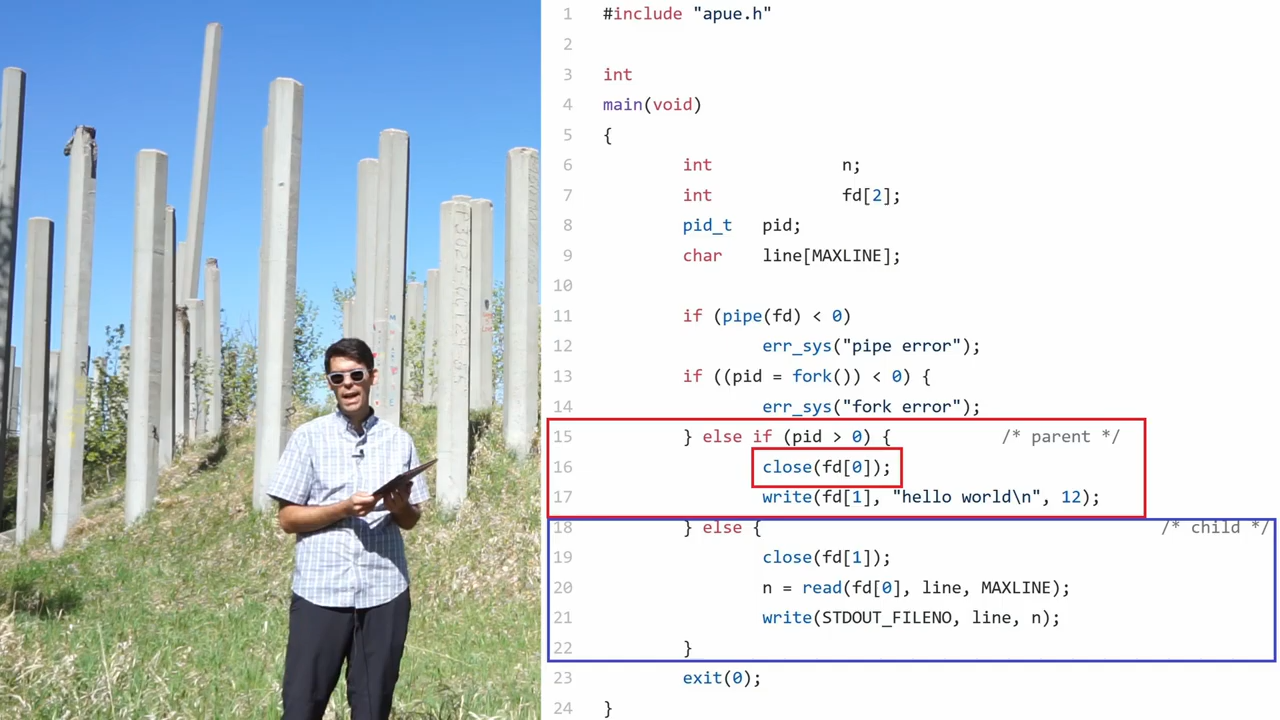 1 #include "apue.h"
2
3 int
4 main(void)
5 {
6 int n;
7 int fd[2];
8 pid_t pid;
9 char line[MAXLINE];
10
11 if (pipe(fd) < 0)
12 err_sys("pipe error");
13 if ((pid = fork()) < 0) {
14 err_sys("fork error");
15 } else if (pid > 0) { /* parent */
16 close(fd[0]);
17 write(fd[1], "hello world\n", 12);
18 } else { /* child */
19 close(fd[1]);
20 n = read(fd[0], line, MAXLINE);
21 write(STDOUT_FILENO, line, n);
22 }
23 exit(0);
24 }